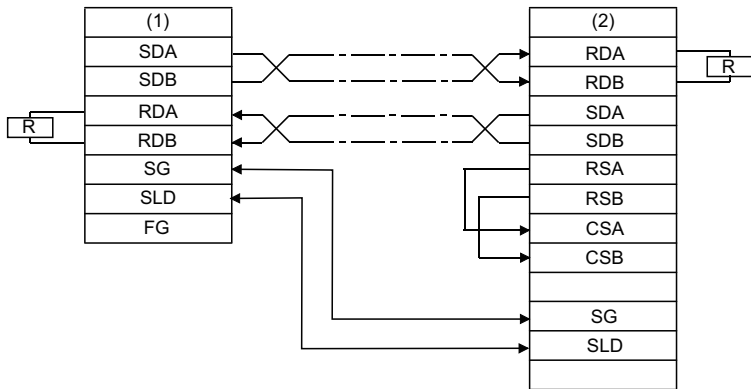 (1)
SDA
SDB
RDA
RDB
SG
SLD
FG
R
(2)
RDA
RDB
SDA
SDB
RSA
RSB
CSA
CSB
SG
SLD
R